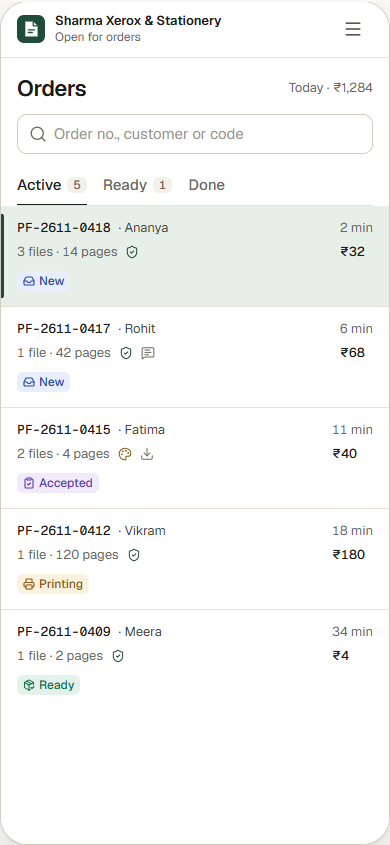 Sharma Xerox & Stationery
Open for orders
Orders
Today · ₹1,284
Order no., customer or code
Active 5 Ready 1 Done
PF-2611-0418 · Ananya 2 min
3 files · 14 pages ₹32
New
PF-2611-0417 · Rohit 6 min
1 file · 42 pages ₹68
New
PF-2611-0415 · Fatima 11 min
2 files · 4 pages ₹40
Accepted
PF-2611-0412 · Vikram 18 min
1 file · 120 pages ₹180
Printing
PF-2611-0409 · Meera 34 min
1 file · 2 pages ₹4
Ready